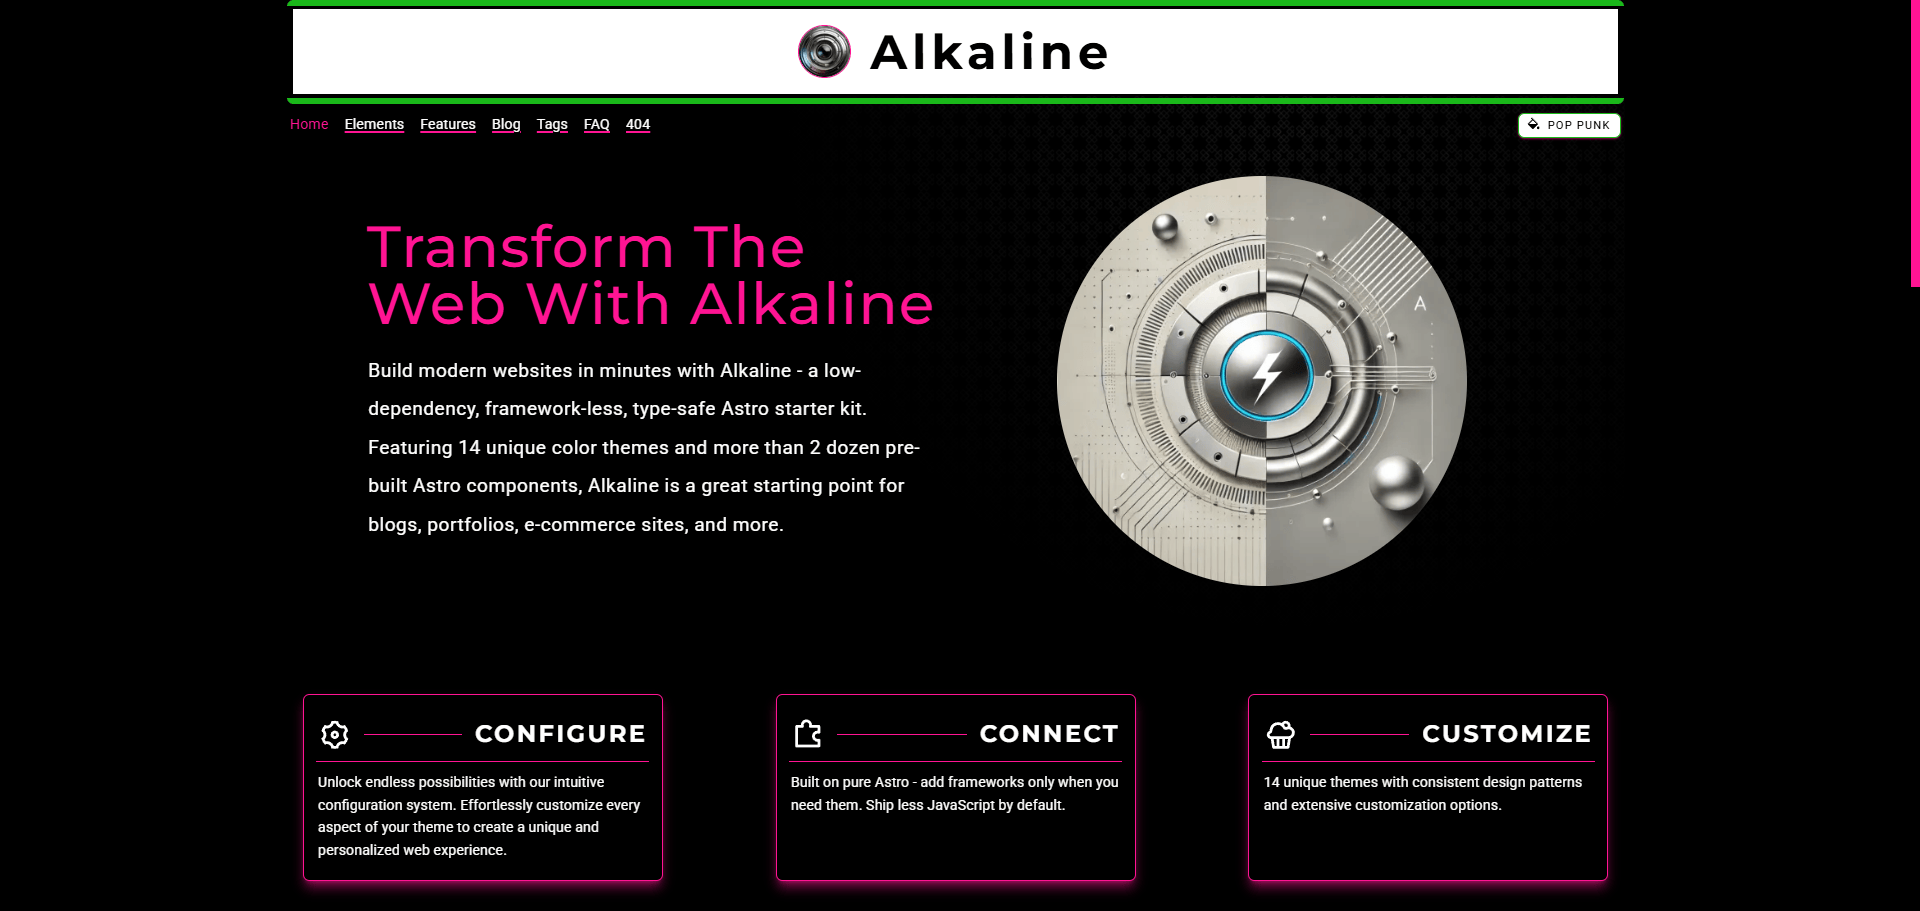 Alkaline
Home Elements Features Blog Tags FAQ 404
POP PUNK
Transform The
Web With Alkaline
Build modern websites in minutes with Alkaline - a low-
dependency, framework-less, type-safe Astro starter kit.
Featuring 14 unique color themes and more than 2 dozen pre-
built Astro components, Alkaline is a great starting point for
blogs, portfolios, e-commerce sites, and more.
A
CONFIGURE
Unlock endless possibilities with our intuitive
configuration system. Effortlessly customize every
aspect of your theme to create a unique and
personalized web experience.
CONNECT
Built on pure Astro - add frameworks only when you
need them. Ship less JavaScript by default.
CUSTOMIZE
14 unique themes with consistent design patterns
and extensive customization options.